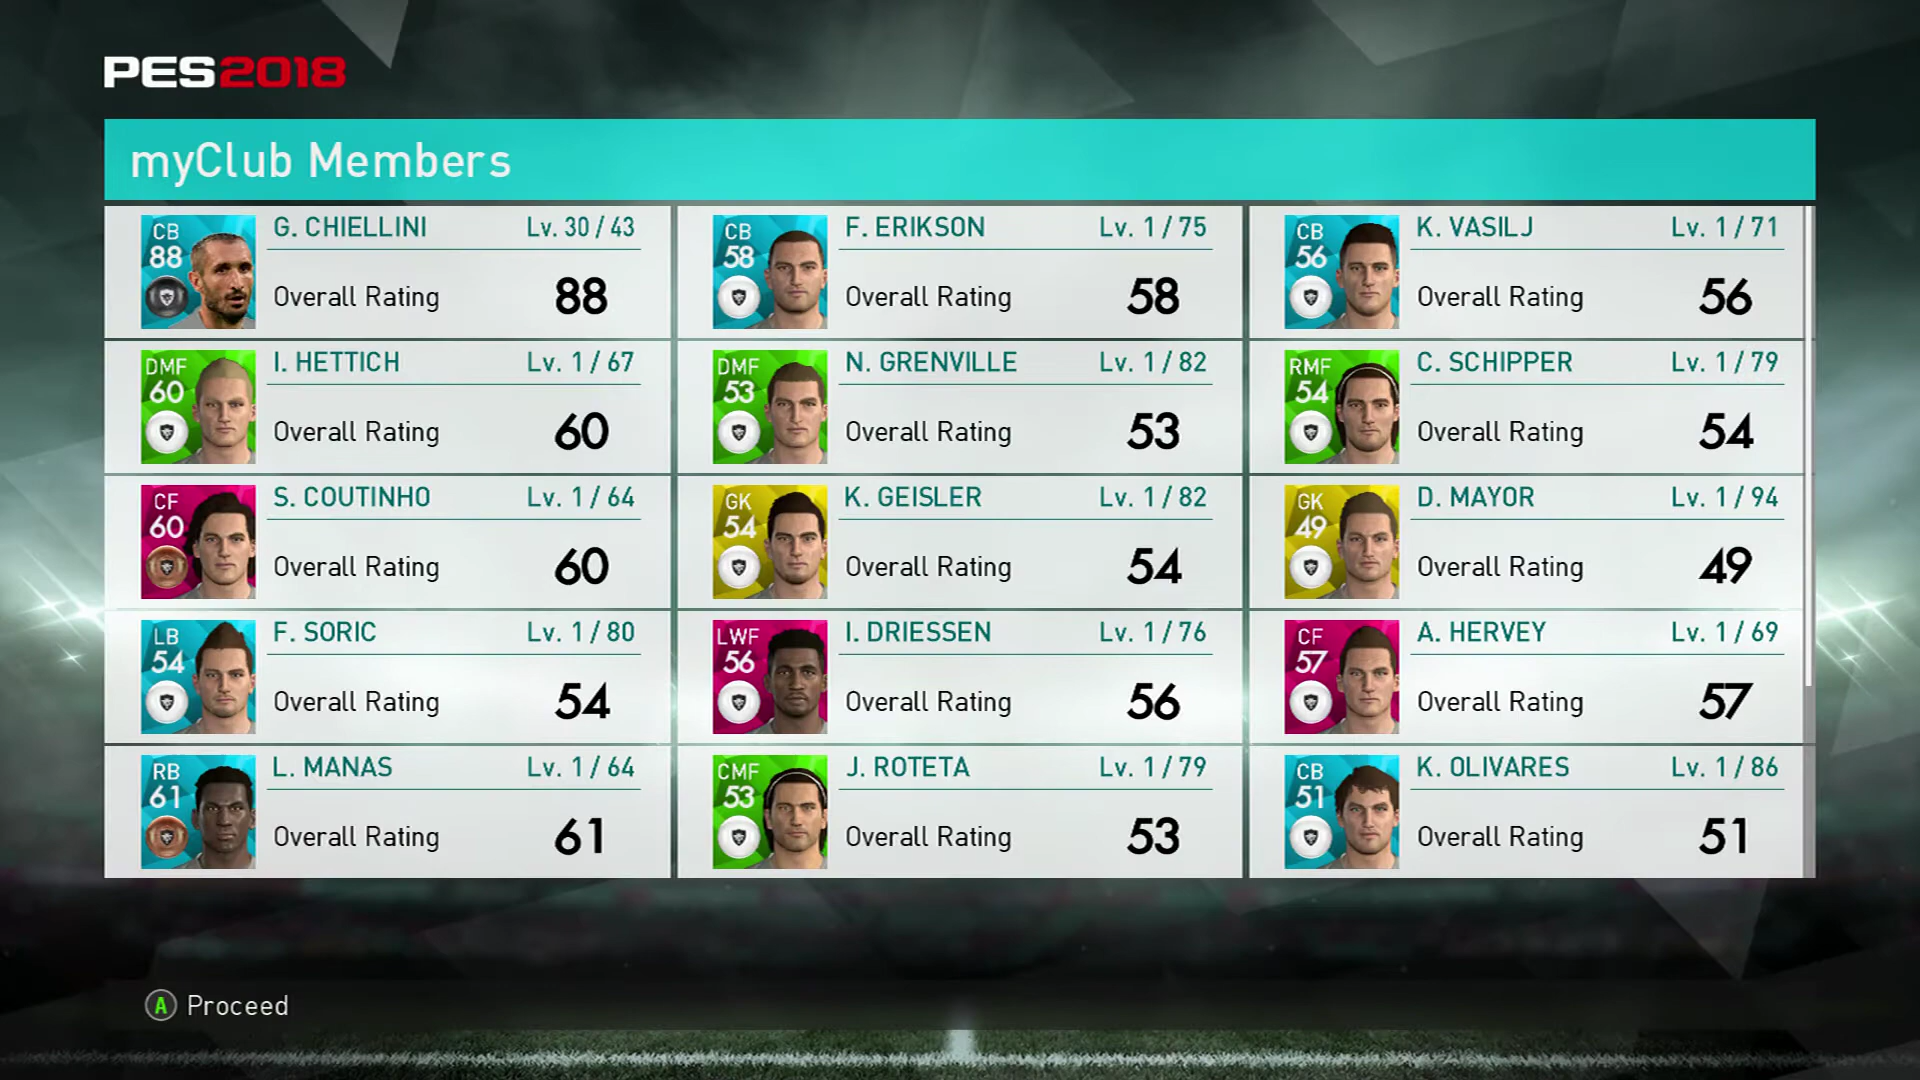 PES2018
myClub Members
CB 88 G. CHIELLINI Lv. 30 / 43
Overall Rating 88
CB 58 F. ERIKSON Lv. 1 / 75
Overall Rating 58
CB 56 K. VASILJ Lv. 1 / 71
Overall Rating 56
DMF 60 I. HETTICH Lv. 1 / 67
Overall Rating 60
DMF 53 N. GRENVILLE Lv. 1 / 82
Overall Rating 53
RMF 54 C. SCHIPPER Lv. 1 / 79
Overall Rating 54
CF 60 S. COUTINHO Lv. 1 / 64
Overall Rating 60
GK 54 K. GEISLER Lv. 1 / 82
Overall Rating 54
GK 49 D. MAYOR Lv. 1 / 94
Overall Rating 49
LB 54 F. SORIC Lv. 1 / 80
Overall Rating 54
LWF 56 I. DRIESSEN Lv. 1 / 76
Overall Rating 56
CF 57 A. HERVEY Lv. 1 / 69
Overall Rating 57
RB 61 L. MANAS Lv. 1 / 64
Overall Rating 61
CMF 53 J. ROTETA Lv. 1 / 79
Overall Rating 53
CB 51 K. OLIVARES Lv. 1 / 86
Overall Rating 51
A Proceed